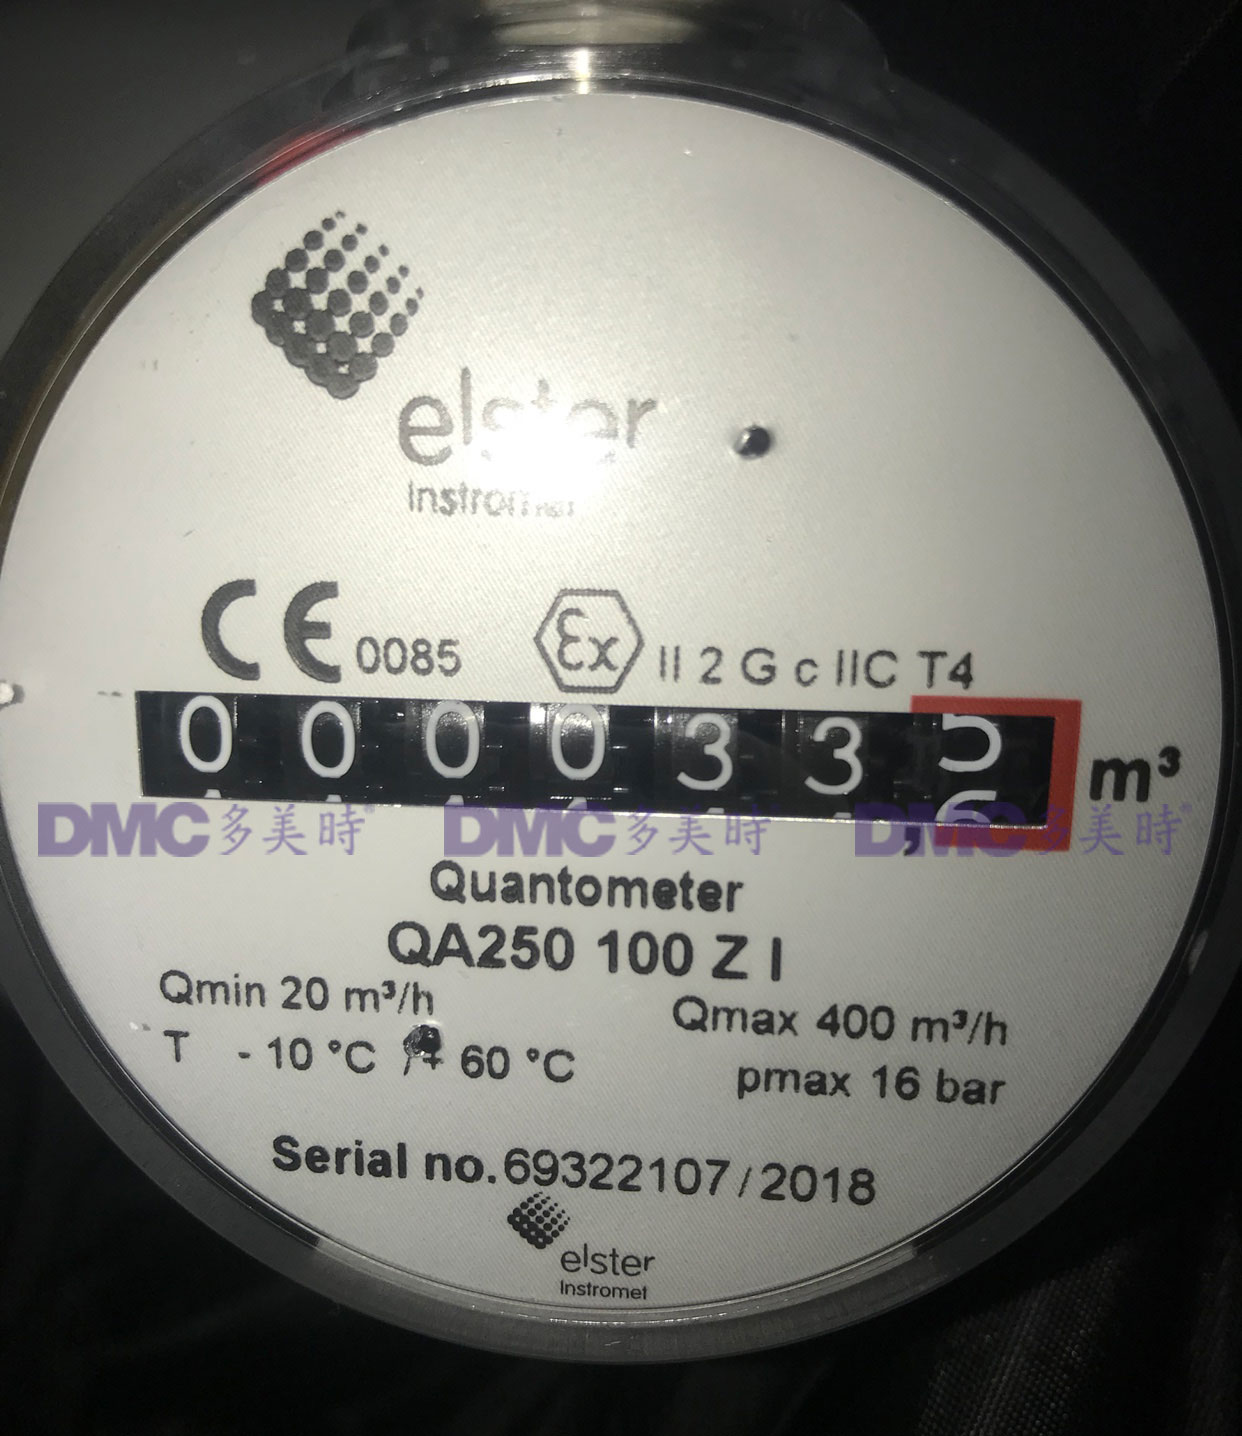 elster
Instromet
CE 0085 Ex II 2 G c IIC T4
0 0 0 0 3 3 , 5 m³
6
DMC多美時® DMC多美時® DMC多美時®
Quantometer
QA250 100 Z I
Qmin 20 m³/h Qmax 400 m³/h
T - 10 °C /+ 60 °C pmax 16 bar
Serial no.69322107/2018
elster
Instromet